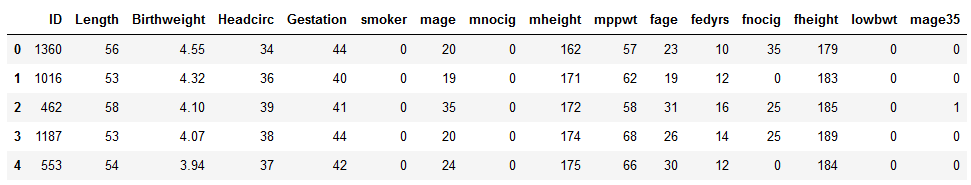 ID Length Birthweight Headcirc Gestation smoker mage mnocig mheight mppwt fage fedyrs fnocig fheight lowbwt mage35
0 1360 56 4.55 34 44 0 20 0 162 57 23 10 35 179 0 0
1 1016 53 4.32 36 40 0 19 0 171 62 19 12 0 183 0 0
2 462 58 4.10 39 41 0 35 0 172 58 31 16 25 185 0 1
3 1187 53 4.07 38 44 0 20 0 174 68 26 14 25 189 0 0
4 553 54 3.94 37 42 0 24 0 175 66 30 12 0 184 0 0